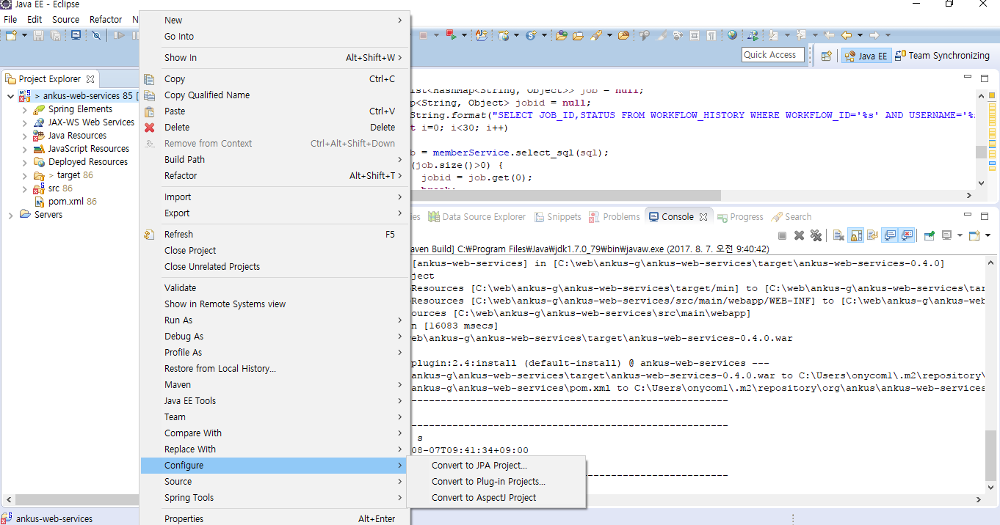 Java EE - Eclipse
File Edit Source Refactor N
Quick Access
Java EE
Team Synchronizing
Project Explorer
> ankus-web-services 85 [
Spring Elements
JAX-WS Web Services
Java Resources
JavaScript Resources
Deployed Resources
> target 86
src 86
pom.xml 86
Servers
New
Go Into
Show In Alt+Shift+W
Copy Ctrl+C
Copy Qualified Name
Paste Ctrl+V
Delete Delete
Remove from Context Ctrl+Alt+Shift+Down
Build Path
Refactor Alt+Shift+T
Import
Export
Refresh F5
Close Project
Close Unrelated Projects
Validate
Show in Remote Systems view
Run As
Debug As
Profile As
Restore from Local History...
Maven
Java EE Tools
Team
Compare With
Replace With
Configure
Source
Spring Tools
Properties Alt+Enter
Convert to JPA Project...
Convert to Plug-in Projects...
Convert to AspectJ Project
ist<HashMap<String, Object>> job = null;
p<String, Object> jobid = null;
String.format("SELECT JOB_ID,STATUS FROM WORKFLOW_HISTORY WHERE WORKFLOW_ID='%s' AND USERNAME='%s
t i=0; i<30; i++)
b = memberService.select_sql(sql);
(job.size()>0) {
jobid = job.get(0);
break;
es Data Source Explorer Snippets Problems Console Progress Search
aven Build] C:₩Program Files₩Java₩jdk1.7.0_79₩bin₩javaw.exe (2017. 8. 7. 오전 9:40:42)
[ankus-web-services] in [C:\web\ankus-g\ankus-web-services\target\ankus-web-services-0.4.0]
ject
Resources [C:\web\ankus-g\ankus-web-services\target/min] to [C:\web\ankus-g\ankus-web-services\tar
Resources [C:\web\ankus-g\ankus-web-services/src/main/webapp/WEB-INF] to [C:\web\ankus-g\ankus-web
ources [C:\web\ankus-g\ankus-web-services\src\main\webapp]
n [16083 msecs]
eb\ankus-g\ankus-web-services\target\ankus-web-services-0.4.0.war
plugin:2.4:install (default-install) @ ankus-web-services ---
ankus-g\ankus-web-services\target\ankus-web-services-0.4.0.war to C:\Users\onycom1\.m2\repository\
ankus-g\ankus-web-services\pom.xml to C:\Users\onycom1\.m2\repository\org\ankus\ankus-web-services
------------------------------------------------------
------------------------------------------------------
s
08-07T09:41:34+09:00
------------------------
ankus-web-services